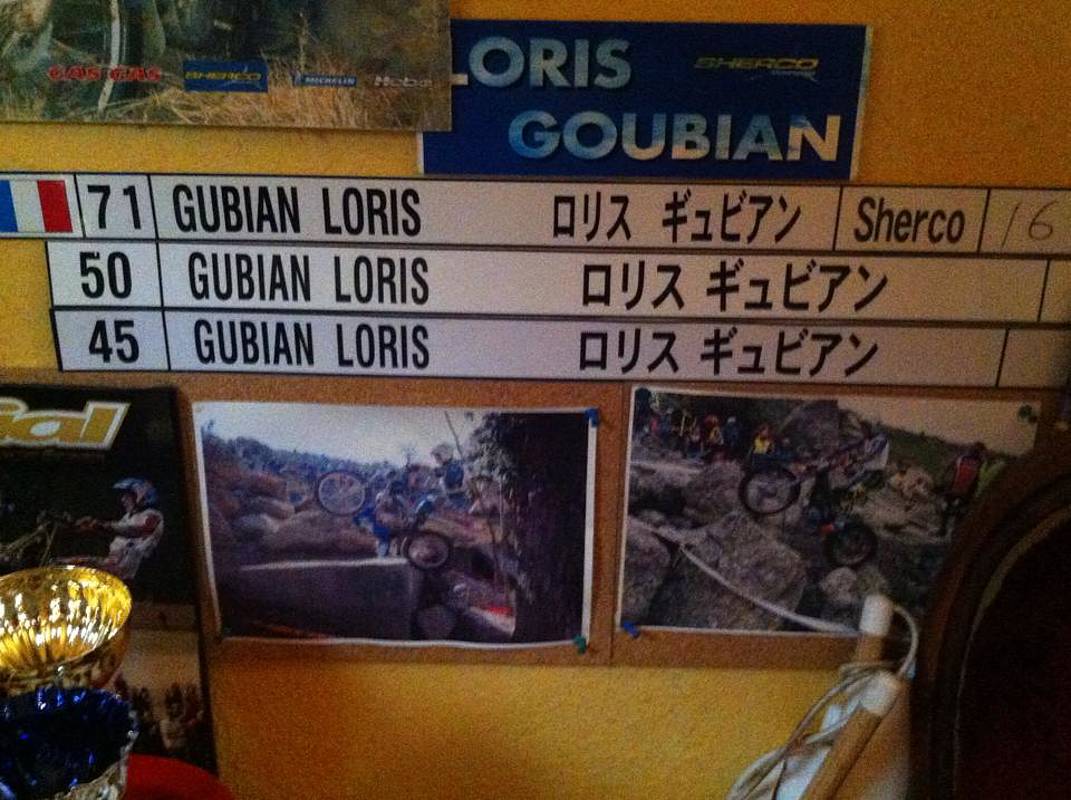 GAS GAS SHERCO MICHELIN Hebo
LORIS SHERCO
GOUBIAN
71 GUBIAN LORIS ロリス ギュビアン Sherco 16
50 GUBIAN LORIS ロリス ギュビアン
45 GUBIAN LORIS ロリス ギュビアン
ial